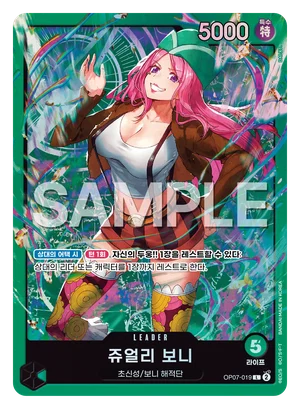 5000
특수
特
SAMPLE
상대의 어택 시 턴 1회 자신의 두웅!! 1장을 레스트할 수 있다:
상대의 리더 또는 캐릭터를 1장까지 레스트로 한다.
LEADER
쥬얼리 보니
초신성/보니 해적단
5
라이프
OP07-019 L 2